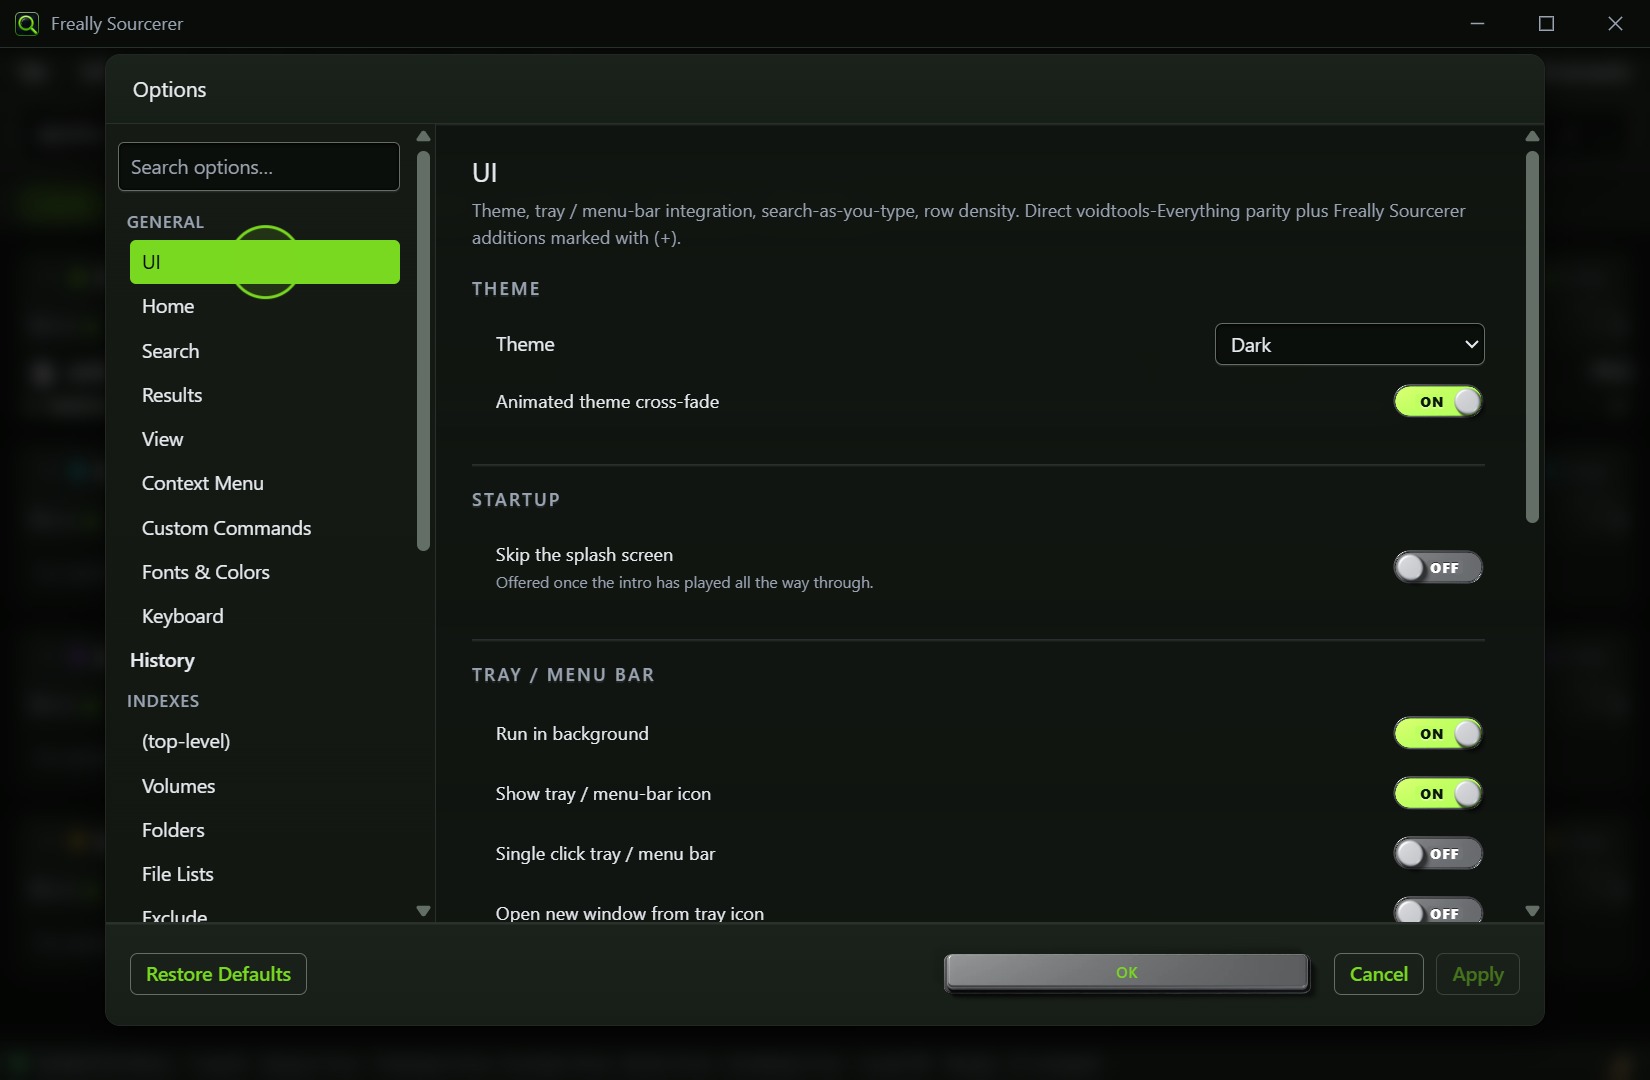 Freally Sourcerer
Options
Search options...
GENERAL
UI
Home
Search
Results
View
Context Menu
Custom Commands
Fonts & Colors
Keyboard
History
INDEXES
(top-level)
Volumes
Folders
File Lists
Exclude
UI
Theme, tray / menu-bar integration, search-as-you-type, row density. Direct voidtools-Everything parity plus Freally Sourcerer
additions marked with (+).
THEME
Theme
Dark
Animated theme cross-fade
ON
STARTUP
Skip the splash screen
Offered once the intro has played all the way through.
OFF
TRAY / MENU BAR
Run in background
ON
Show tray / menu-bar icon
ON
Single click tray / menu bar
OFF
Open new window from tray icon
OFF
Restore Defaults
OK
Cancel
Apply